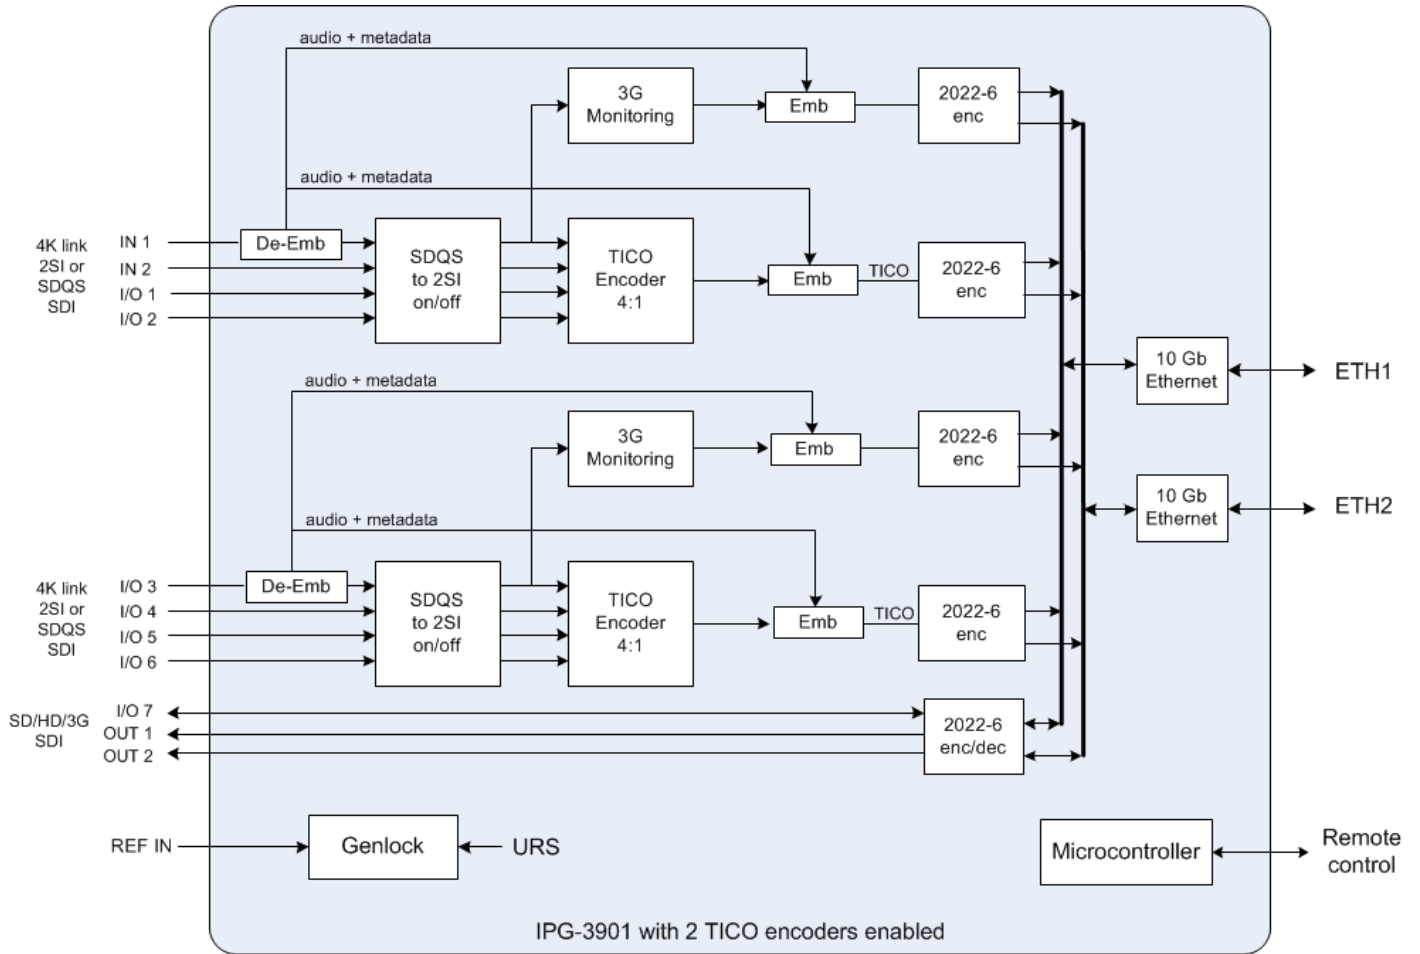 audio + metadata
3G
Monitoring
Emb
2022-6
enc
audio + metadata
4K link
2SI or
SDQS
SDI
IN 1
IN 2
I/O 1
I/O 2
De-Emb
SDQS
to 2SI
on/off
TICO
Encoder
4:1
Emb
TICO
2022-6
enc
10 Gb
Ethernet
ETH1
audio + metadata
3G
Monitoring
Emb
2022-6
enc
10 Gb
Ethernet
ETH2
audio + metadata
4K link
2SI or
SDQS
SDI
I/O 3
I/O 4
I/O 5
I/O 6
De-Emb
SDQS
to 2SI
on/off
TICO
Encoder
4:1
Emb
TICO
2022-6
enc
SD/HD/3G
SDI
I/O 7
OUT 1
OUT 2
2022-6
enc/dec
REF IN
Genlock
URS
Microcontroller
Remote
control
IPG-3901 with 2 TICO encoders enabled